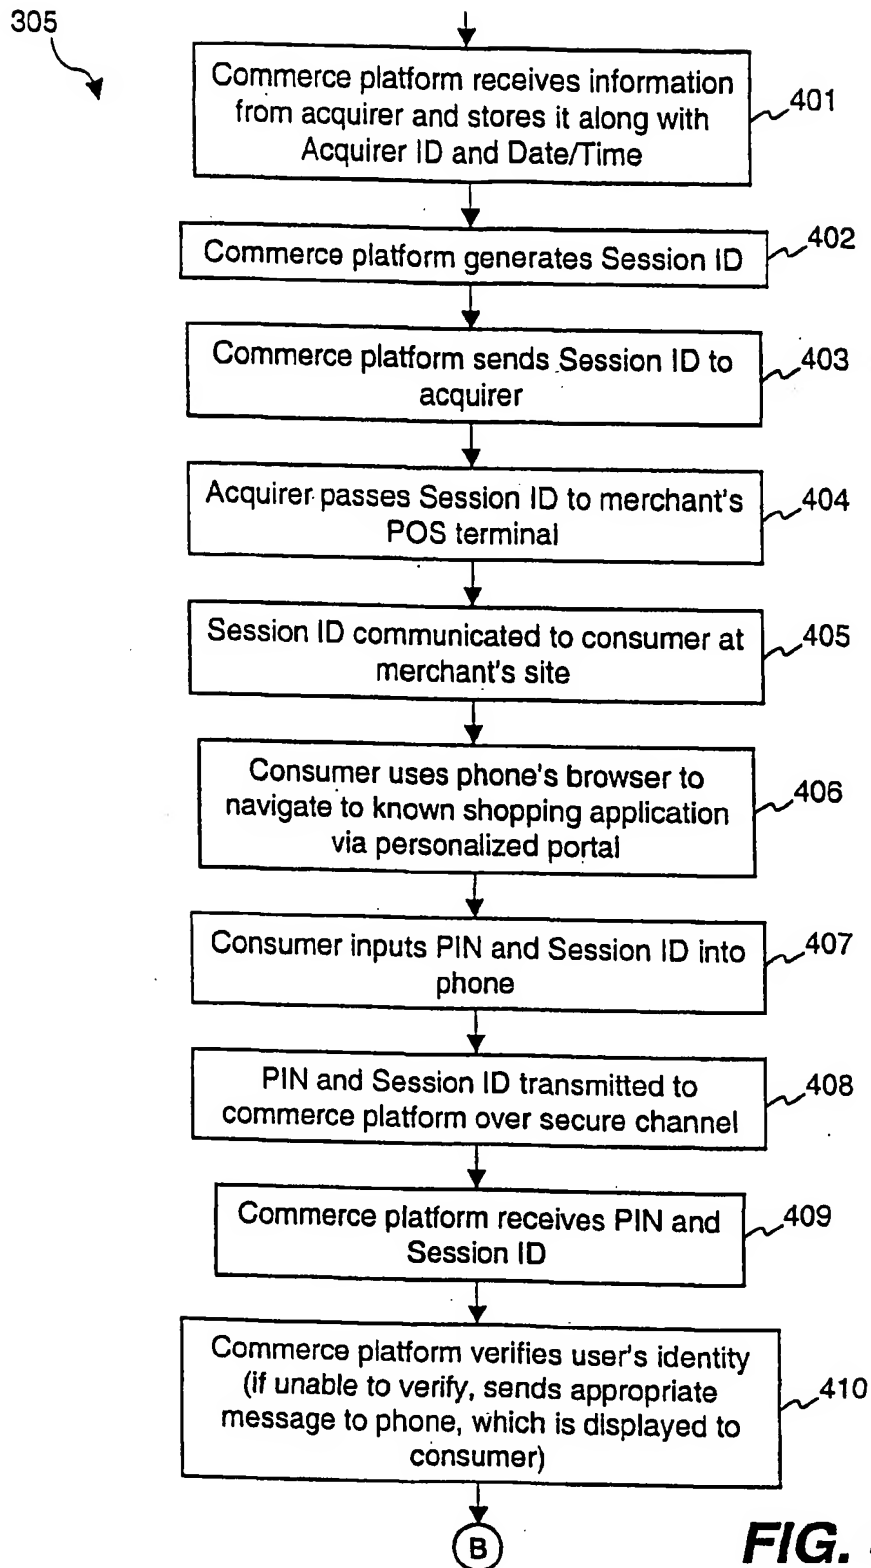 305
Commerce platform receives information
from acquirer and stores it along with
Acquirer ID and Date/Time
401
Commerce platform generates Session ID
402
Commerce platform sends Session ID to
acquirer
403
Acquirer passes Session ID to merchant's
POS terminal
404
Session ID communicated to consumer at
merchant's site
405
Consumer uses phone's browser to
navigate to known shopping application
via personalized portal
406
Consumer inputs PIN and Session ID into
phone
407
PIN and Session ID transmitted to
commerce platform over secure channel
408
Commerce platform receives PIN and
Session ID
409
Commerce platform verifies user's identity
(if unable to verify, sends appropriate
message to phone, which is displayed to
consumer)
410
B
FIG.